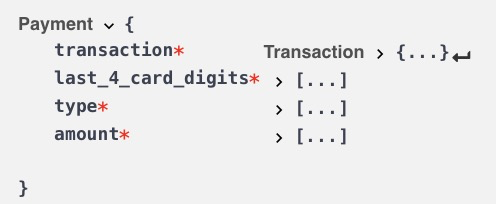 Payment ⌄ {
transaction* Transaction > {...}↵
last_4_card_digits* > [...]
type* > [...]
amount* > [...]
}